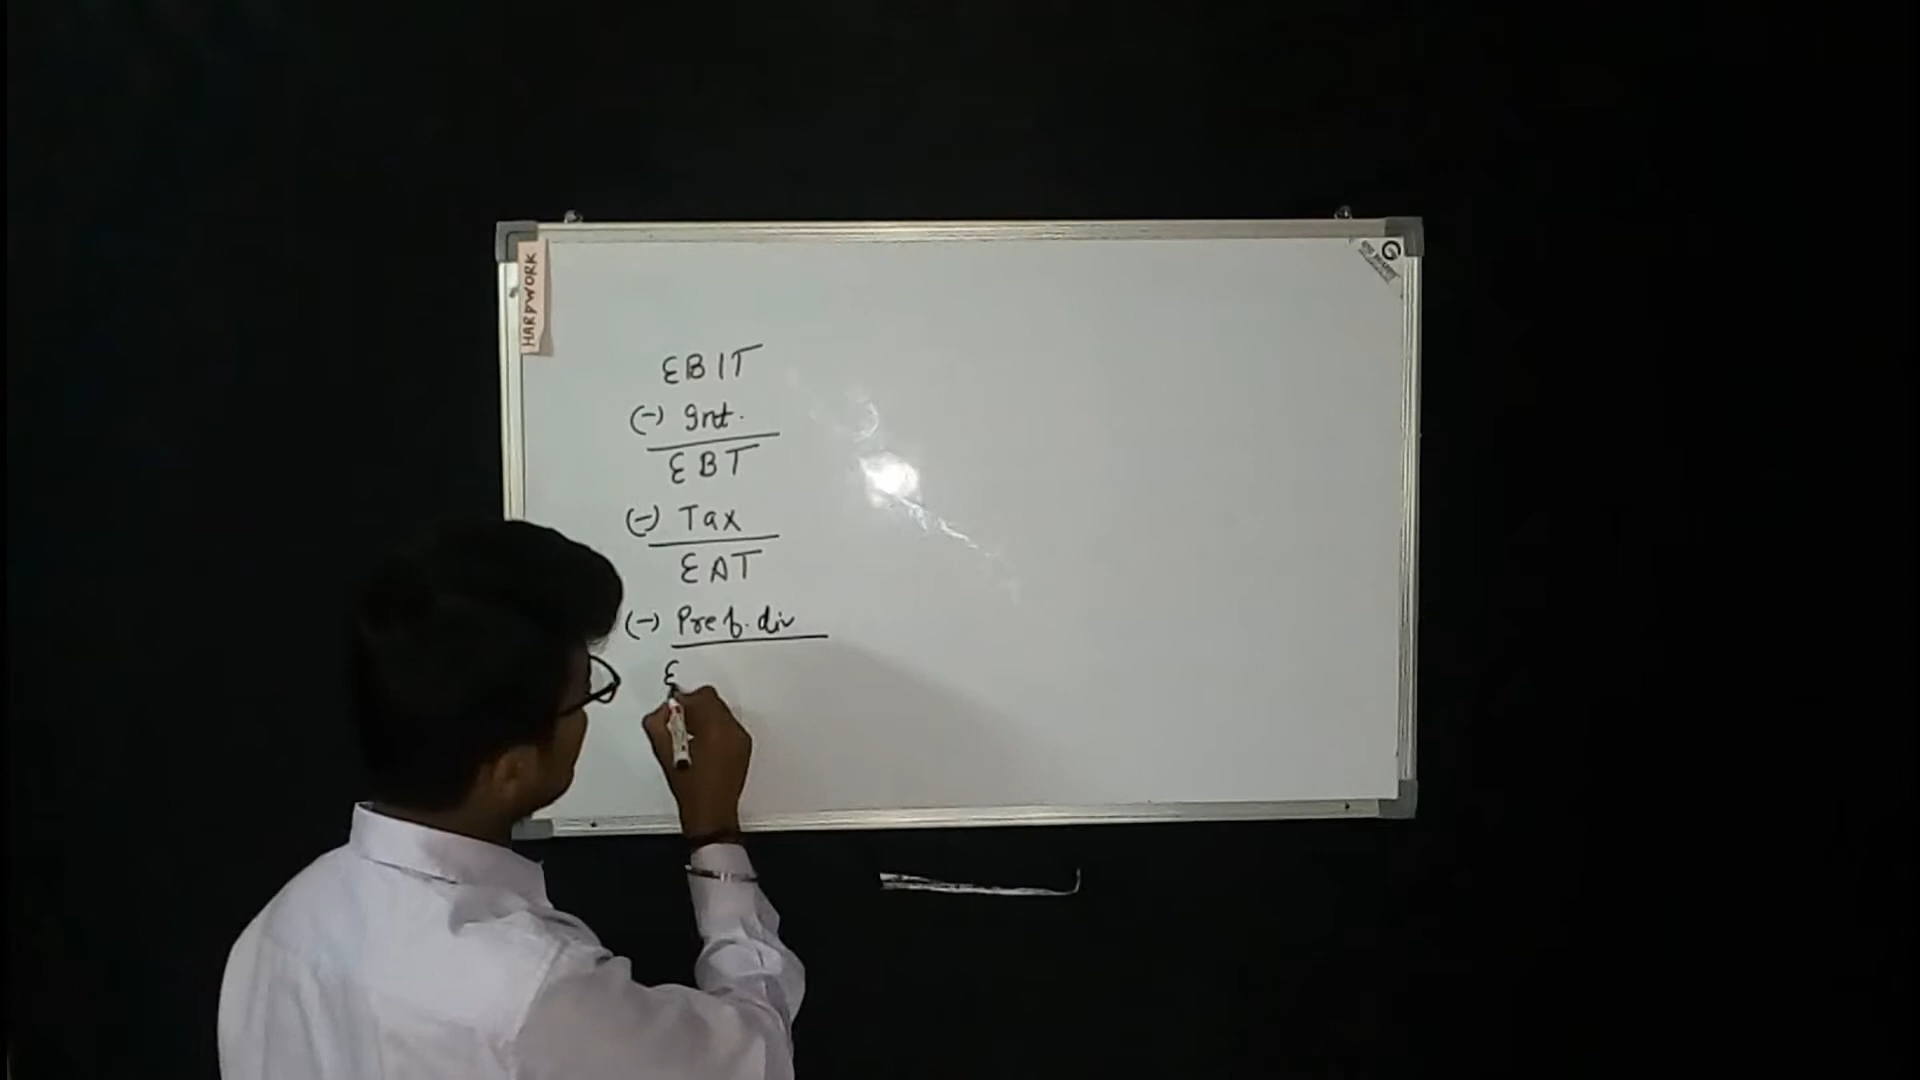 HARDWORK
EBIT
(-) Int.
EBT
(-) Tax
EAT
(-) Pref. div
E